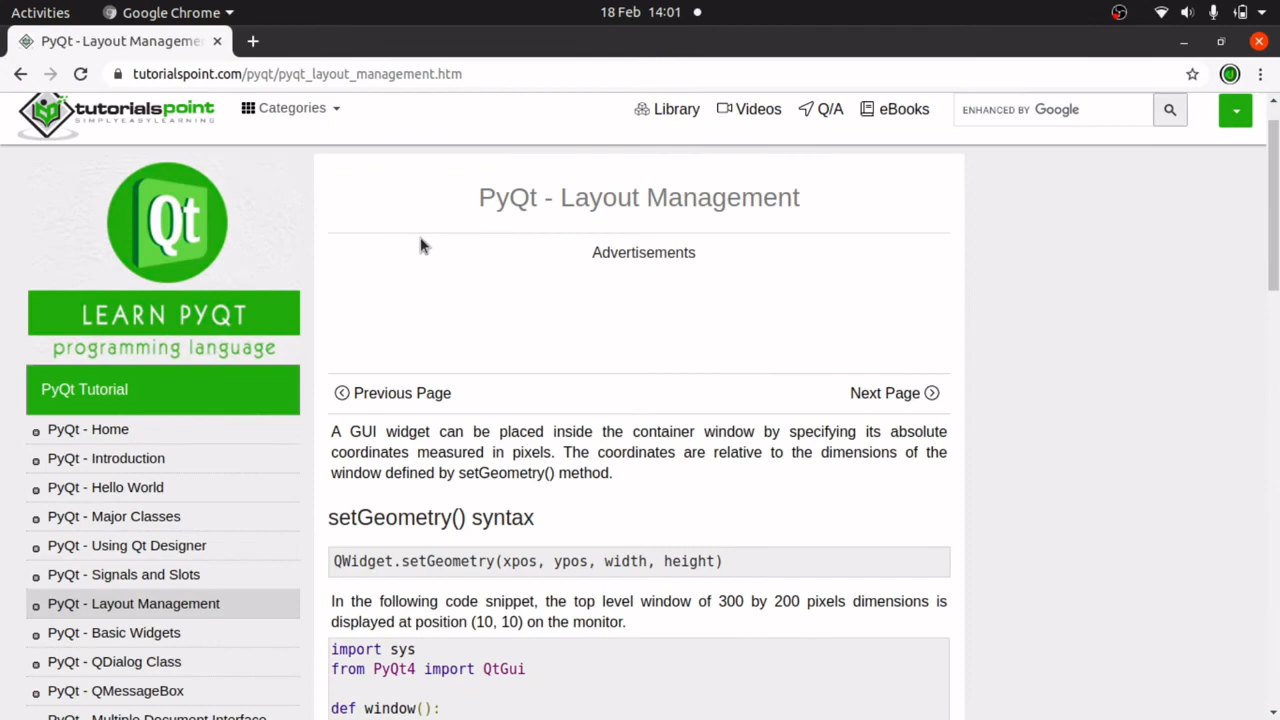 Activities
Google Chrome
18 Feb 14:01
PyQt - Layout Manageme
tutorialspoint.com/pyqt/pyqt_layout_management.htm
tutorialspoint
SIMPLYEASYLEARNING
Categories
Library
Videos
Q/A
eBooks
ENHANCED BY Google
Qt
LEARN PYQT
programming language
PyQt Tutorial
PyQt - Home
PyQt - Introduction
PyQt - Hello World
PyQt - Major Classes
PyQt - Using Qt Designer
PyQt - Signals and Slots
PyQt - Layout Management
PyQt - Basic Widgets
PyQt - QDialog Class
PyQt - QMessageBox
PyQt - Multiple Document Interface
PyQt - Layout Management
Advertisements
Previous Page
Next Page
A GUI widget can be placed inside the container window by specifying its absolute
coordinates measured in pixels. The coordinates are relative to the dimensions of the
window defined by setGeometry() method.
setGeometry() syntax
QWidget.setGeometry(xpos, ypos, width, height)
In the following code snippet, the top level window of 300 by 200 pixels dimensions is
displayed at position (10, 10) on the monitor.
import sys
from PyQt4 import QtGui
def window():